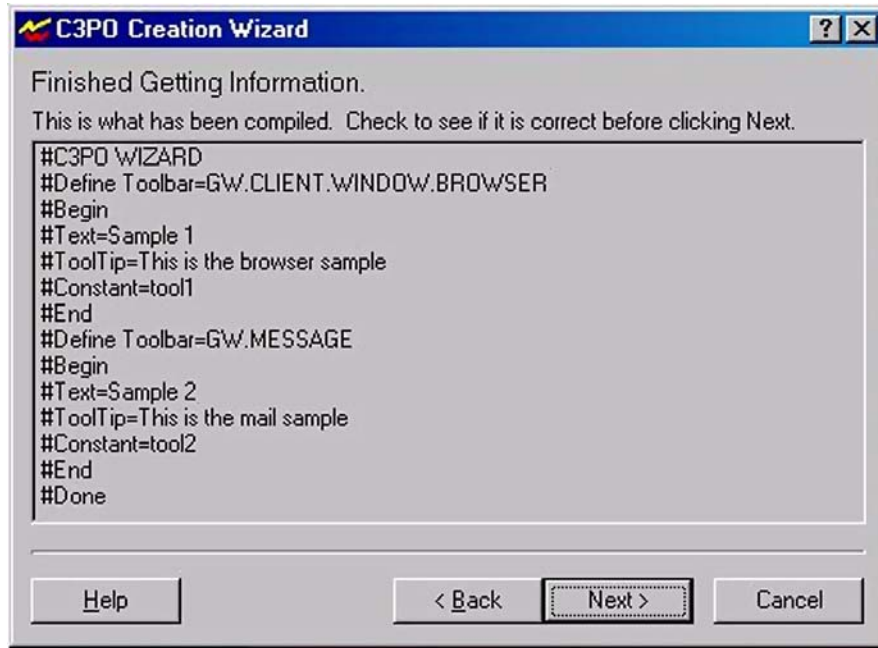 C3PO Creation Wizard
Finished Getting Information.
This is what has been compiled. Check to see if it is correct before clicking Next.
#C3PO WIZARD
#Define Toolbar=GW.CLIENT.WINDOW.BROWSER
#Begin
#Text=Sample 1
#ToolTip=This is the browser sample
#Constant=tool1
#End
#Define Toolbar=GW.MESSAGE
#Begin
#Text=Sample 2
#ToolTip=This is the mail sample
#Constant=tool2
#End
#Done
Help
< Back
Next >
Cancel